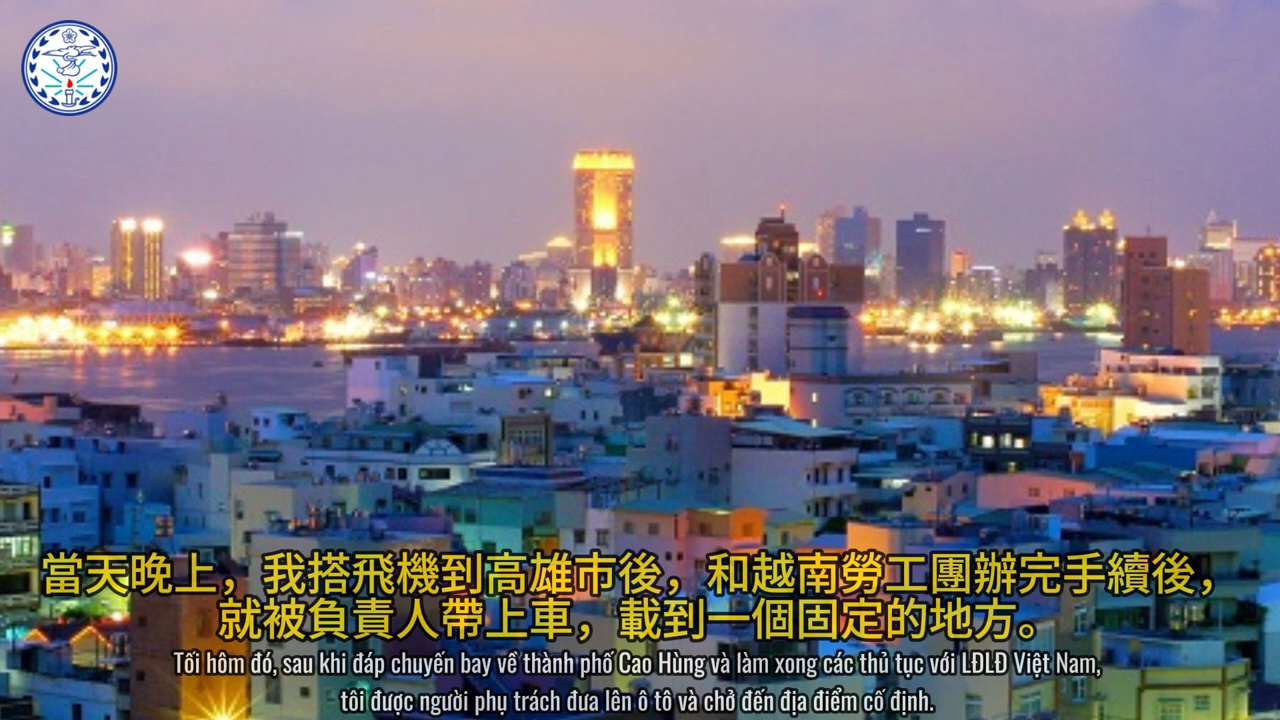 當天晚上，我搭飛機到高雄市後，和越南勞工團辦完手續後，
就被負責人帶上車，載到一個固定的地方。
Tối hôm đó, sau khi đáp chuyến bay về thành phố Cao Hùng và làm xong các thủ tục với LĐLĐ Việt Nam,
tôi được người phụ trách đưa lên ô tô và chở đến địa điểm cố định.